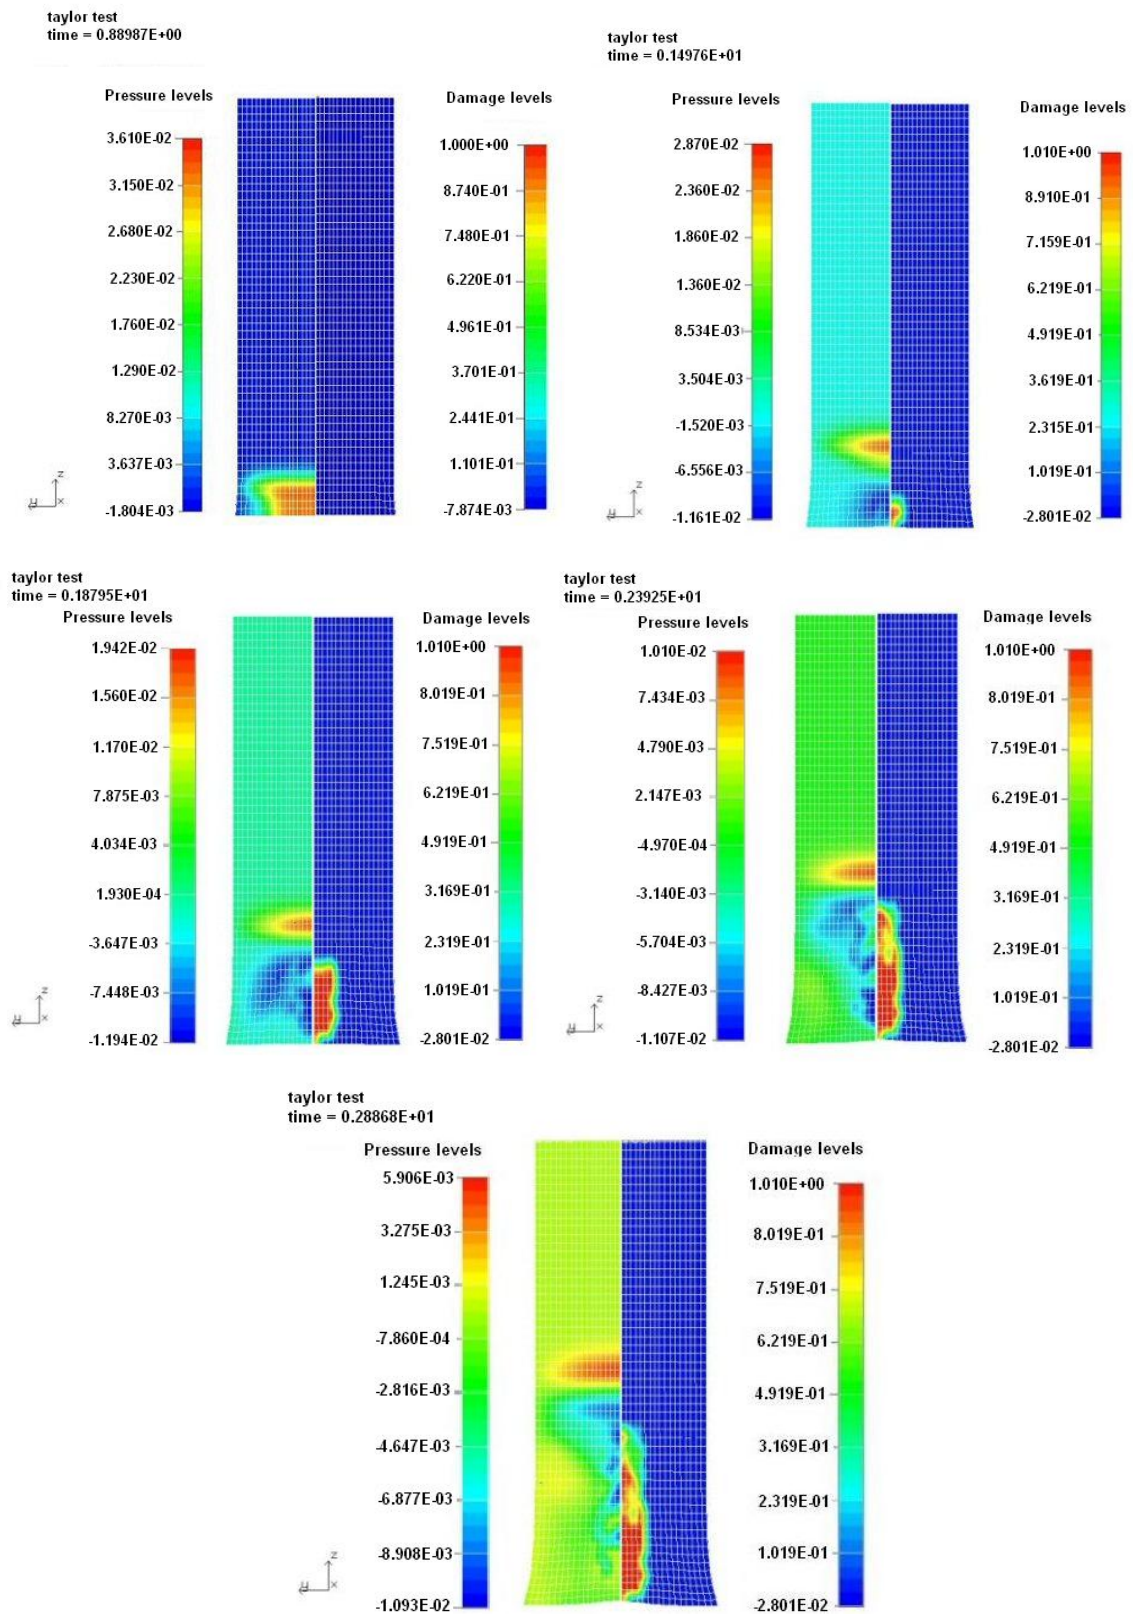 taylor test
time = 0.88987E+00
Pressure levels
3.610E-02
3.150E-02
2.680E-02
2.230E-02
1.760E-02
1.290E-02
8.270E-03
3.637E-03
-1.804E-03
Damage levels
1.000E+00
8.740E-01
7.480E-01
6.220E-01
4.961E-01
3.701E-01
2.441E-01
1.101E-01
-7.874E-03
z
y
x
taylor test
time = 0.14976E+01
Pressure levels
2.870E-02
2.360E-02
1.860E-02
1.360E-02
8.534E-03
3.504E-03
-1.520E-03
-6.556E-03
-1.161E-02
Damage levels
1.010E+00
8.910E-01
7.159E-01
6.219E-01
4.919E-01
3.619E-01
2.315E-01
1.019E-01
-2.801E-02
z
y
x
taylor test
time = 0.18795E+01
Pressure levels
1.942E-02
1.560E-02
1.170E-02
7.875E-03
4.034E-03
1.930E-04
-3.647E-03
-7.448E-03
-1.194E-02
Damage levels
1.010E+00
8.019E-01
7.519E-01
6.219E-01
4.919E-01
3.169E-01
2.319E-01
1.019E-01
-2.801E-02
z
y
x
taylor test
time = 0.23925E+01
Pressure levels
1.010E-02
7.434E-03
4.790E-03
2.147E-03
-4.970E-04
-3.140E-03
-5.704E-03
-8.427E-03
-1.107E-02
Damage levels
1.010E+00
8.019E-01
7.519E-01
6.219E-01
4.919E-01
3.169E-01
2.319E-01
1.019E-01
-2.801E-02
z
y
x
taylor test
time = 0.28868E+01
Pressure levels
5.906E-03
3.275E-03
1.245E-03
-7.860E-04
-2.816E-03
-4.647E-03
-6.877E-03
-8.908E-03
-1.093E-02
Damage levels
1.010E+00
8.019E-01
7.519E-01
6.219E-01
4.919E-01
3.169E-01
2.319E-01
1.019E-01
-2.801E-02
z
y
x